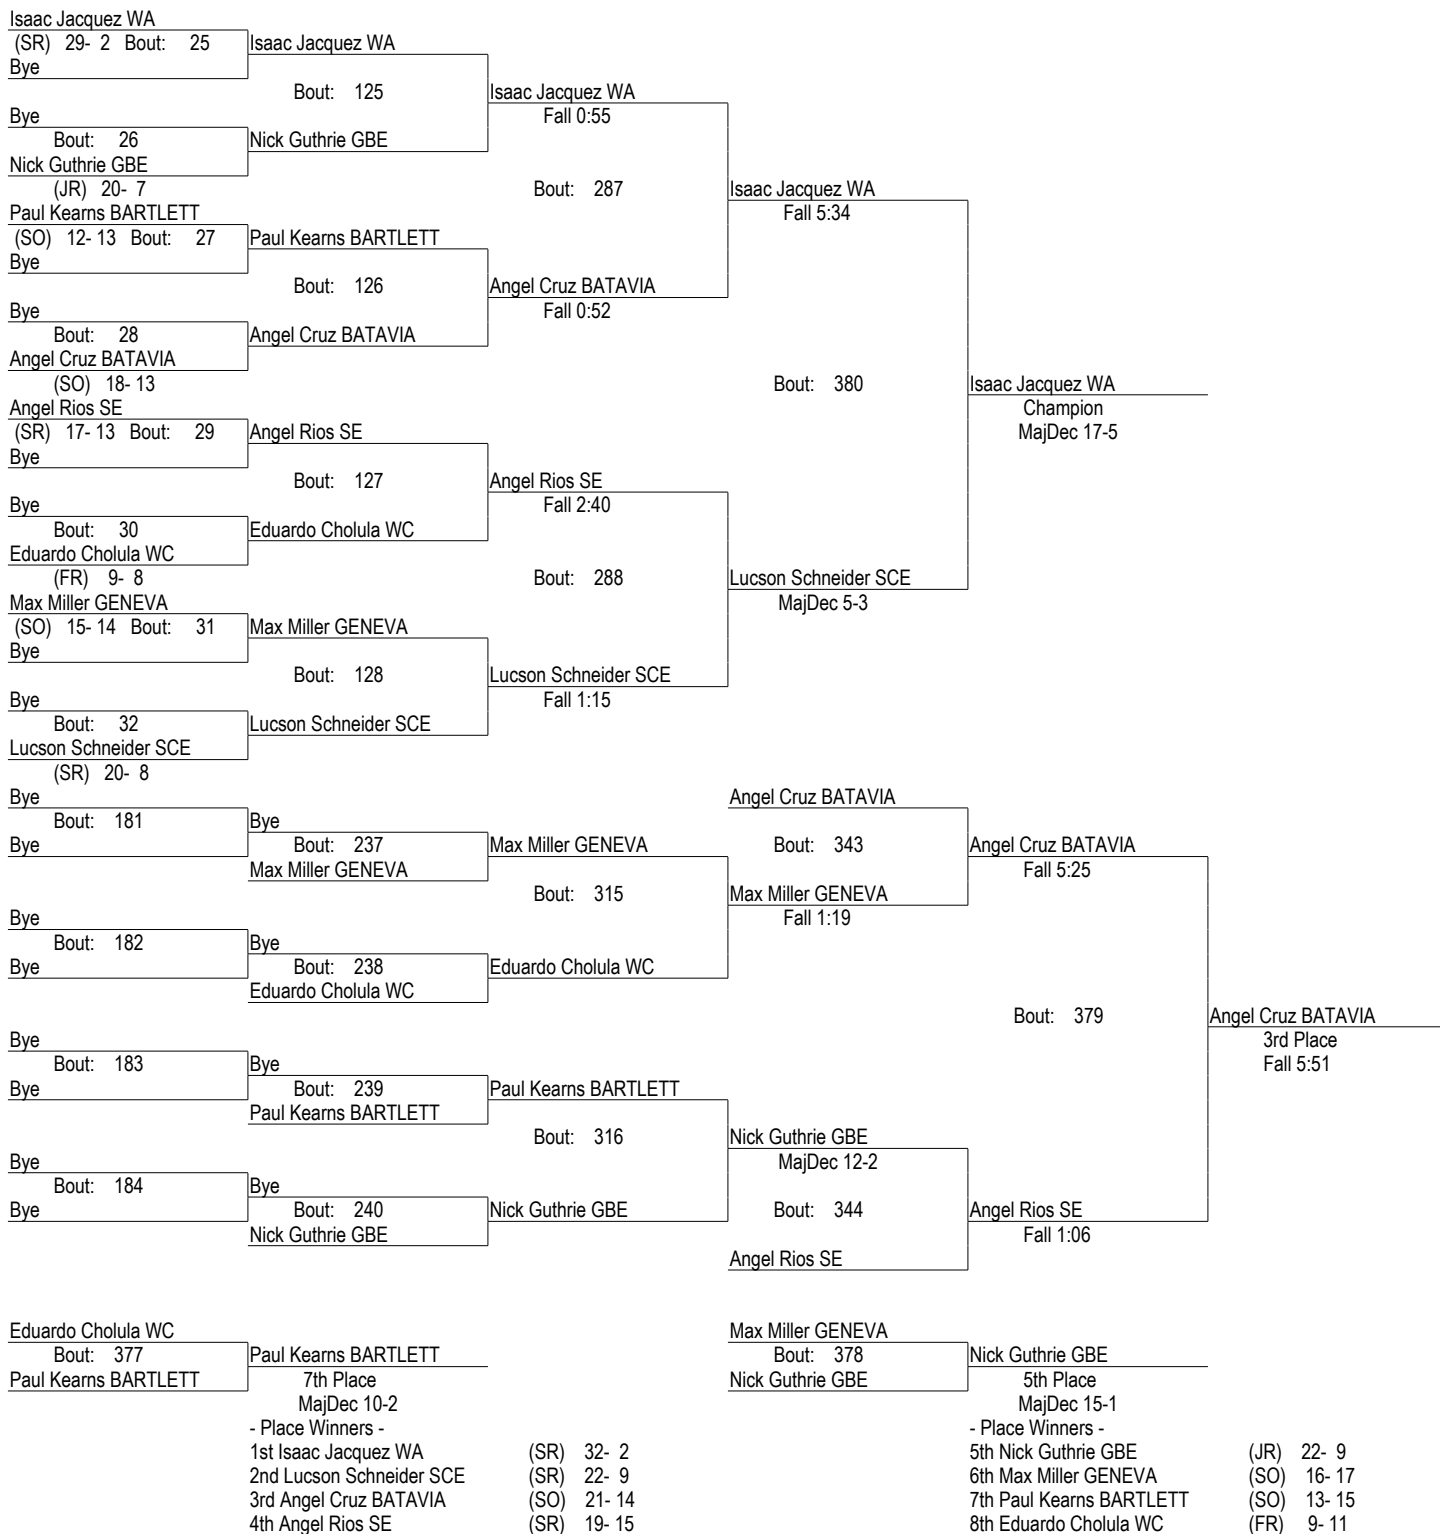 Isaac Jacquez WA
(SR) 29- 2 Bout: 25 Isaac Jacquez WA
Bye
Bout: 125 Isaac Jacquez WA
Bye Fall 0:55
Bout: 26 Nick Guthrie GBE
Nick Guthrie GBE
(JR) 20- 7 Bout: 287 Isaac Jacquez WA
Paul Kearns BARTLETT Fall 5:34
(SO) 12- 13 Bout: 27 Paul Kearns BARTLETT
Bye
Bout: 126 Angel Cruz BATAVIA
Bye Fall 0:52
Bout: 28 Angel Cruz BATAVIA
Angel Cruz BATAVIA
(SO) 18- 13 Bout: 380 Isaac Jacquez WA
Angel Rios SE Champion
(SR) 17- 13 Bout: 29 Angel Rios SE MajDec 17-5
Bye
Bout: 127 Angel Rios SE
Bye Fall 2:40
Bout: 30 Eduardo Cholula WC
Eduardo Cholula WC
(FR) 9- 8 Bout: 288 Lucson Schneider SCE
Max Miller GENEVA MajDec 5-3
(SO) 15- 14 Bout: 31 Max Miller GENEVA
Bye
Bout: 128 Lucson Schneider SCE
Bye Fall 1:15
Bout: 32 Lucson Schneider SCE
Lucson Schneider SCE
(SR) 20- 8
Bye Angel Cruz BATAVIA
Bout: 181 Bye
Bye Bout: 237 Max Miller GENEVA Bout: 343 Angel Cruz BATAVIA
Max Miller GENEVA Fall 5:25
Bout: 315 Max Miller GENEVA
Bye Fall 1:19
Bout: 182 Bye
Bye Bout: 238 Eduardo Cholula WC
Eduardo Cholula WC
Bout: 379 Angel Cruz BATAVIA
Bye 3rd Place
Bout: 183 Bye Fall 5:51
Bye Bout: 239 Paul Kearns BARTLETT
Paul Kearns BARTLETT
Bout: 316 Nick Guthrie GBE
Bye MajDec 12-2
Bout: 184 Bye
Bye Bout: 240 Nick Guthrie GBE Bout: 344 Angel Rios SE
Nick Guthrie GBE Fall 1:06
Angel Rios SE
Eduardo Cholula WC Max Miller GENEVA
Bout: 377 Paul Kearns BARTLETT Bout: 378 Nick Guthrie GBE
Paul Kearns BARTLETT 7th Place Nick Guthrie GBE 5th Place
MajDec 10-2 MajDec 15-1
- Place Winners - - Place Winners -
1st Isaac Jacquez WA (SR) 32- 2 5th Nick Guthrie GBE (JR) 22- 9
2nd Lucson Schneider SCE (SR) 22- 9 6th Max Miller GENEVA (SO) 16- 17
3rd Angel Cruz BATAVIA (SO) 21- 14 7th Paul Kearns BARTLETT (SO) 13- 15
4th Angel Rios SE (SR) 19- 15 8th Eduardo Cholula WC (FR) 9- 11